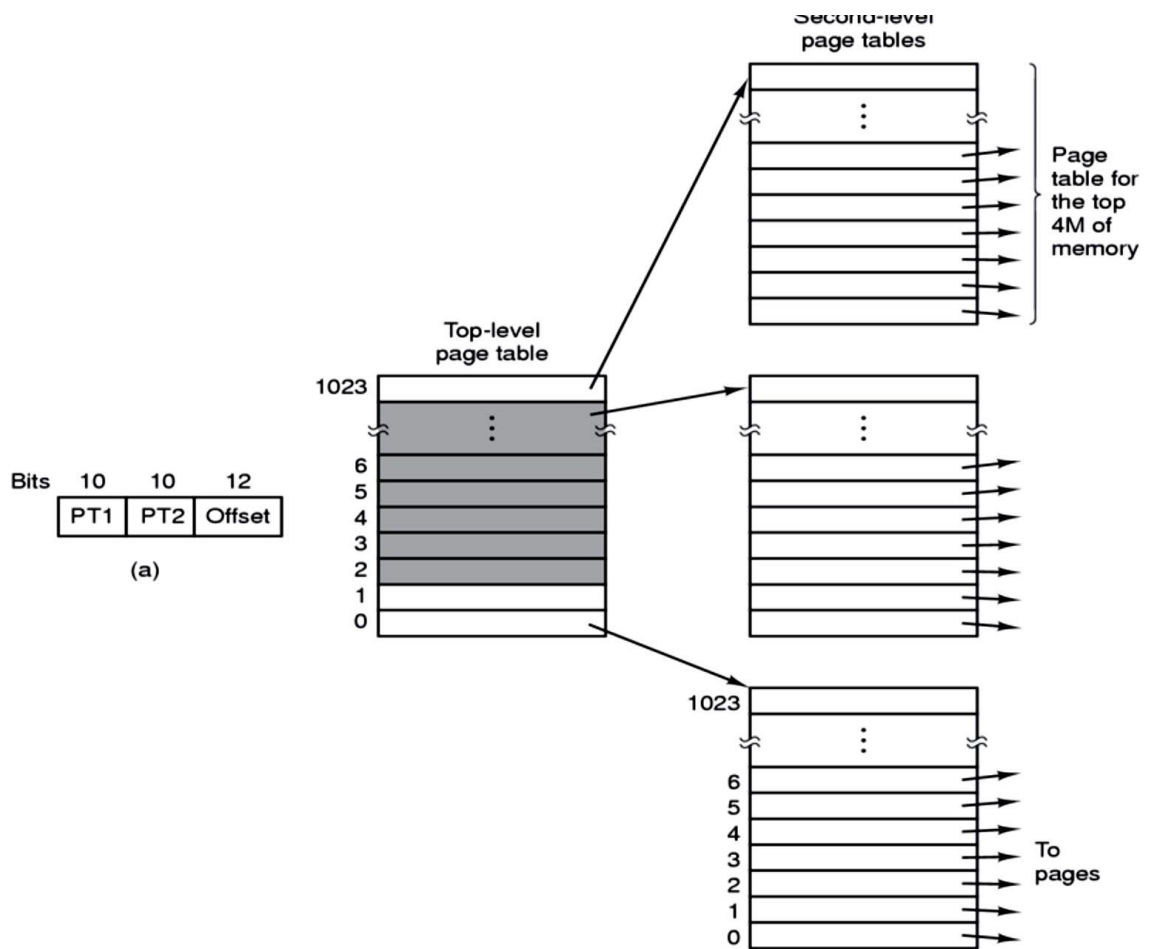 Second-level
page tables
Page
table for
the top
4M of
memory
Top-level
page table
1023
6
5
4
3
2
1
0
Bits 10 10 12
PT1 PT2 Offset
(a)
1023
6
5
4
3
2
1
0
To
pages